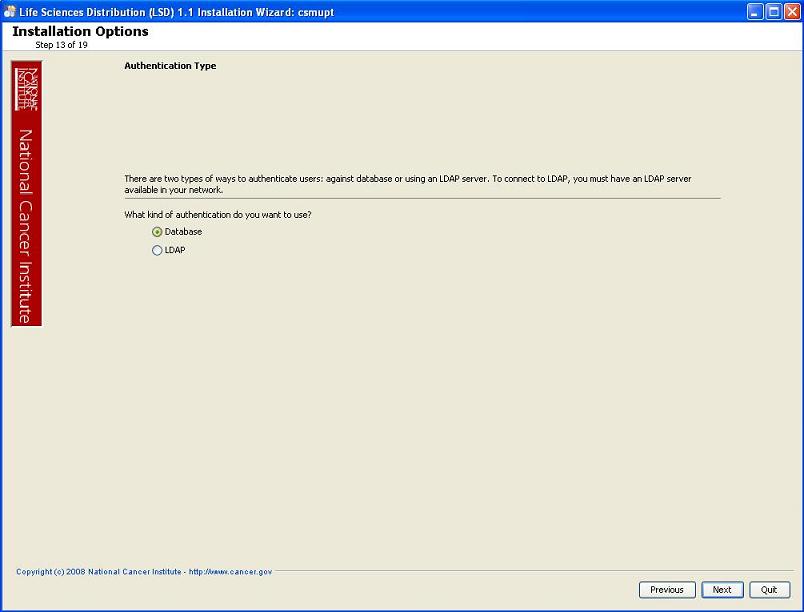 Life Sciences Distribution (LSD) 1.1 Installation Wizard: csmupt
Installation Options
Step 13 of 19
NATIONAL CANCER INSTITUTE
National Cancer Institute
Authentication Type
There are two types of ways to authenticate users: against database or using an LDAP server. To connect to LDAP, you must have an LDAP server
available in your network.
What kind of authentication do you want to use?
Database
LDAP
Copyright (c) 2008 National Cancer Institute - http://www.cancer.gov
Previous
Next
Quit